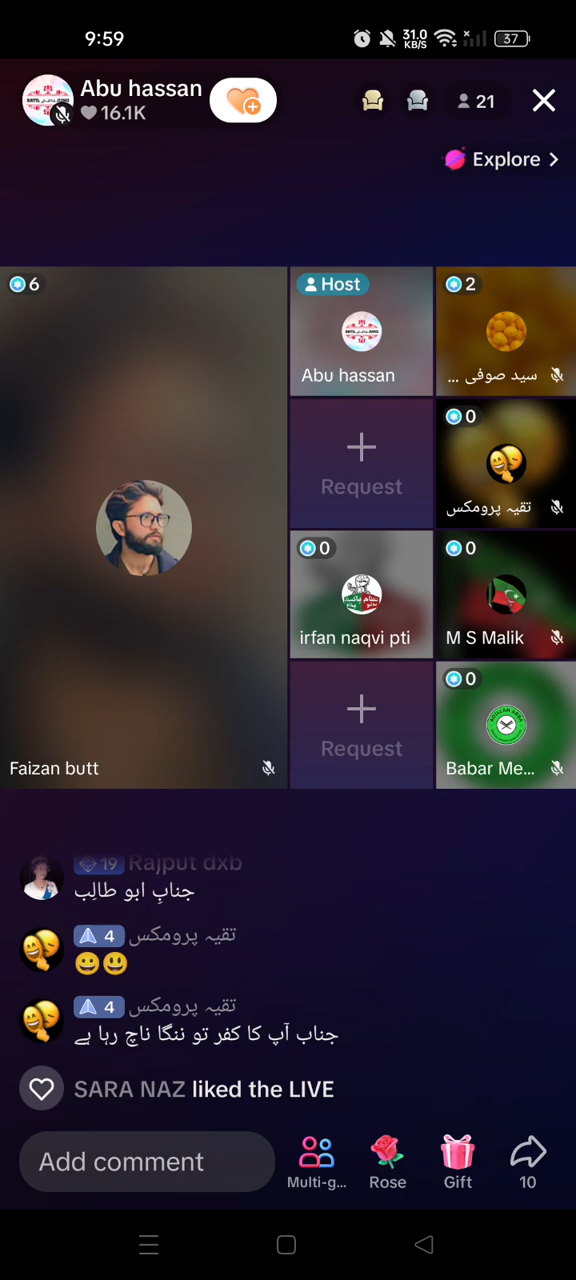 9:59
31.0
KB/S
37
Abu hassan
16.1K
21
Explore
6
Host
2
Abu hassan
سید صوفی ...
0
Request
تقیہ پرومکس
0
0
irfan naqvi pti
M S Malik
0
Request
Faizan butt
Babar Me...
19 Rajput dxb
جنابِ ابو طالِب
4 تقیہ پرومکس
4 تقیہ پرومکس
جناب آپ کا کفر تو ننگا ناچ رہا ہے
SARA NAZ liked the LIVE
Add comment
Multi-g...
Rose
Gift
10